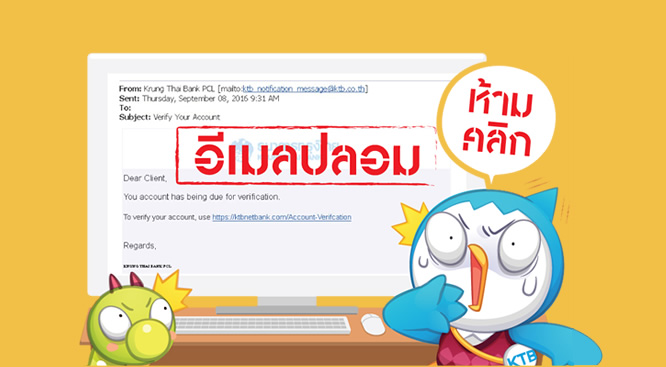 From: Krung Thai Bank PCL [mailto:ktb_notification_message@ktb.co.th]
Sent: Thursday, September 08, 2016 9:31 AM
To:
Subject: Verify Your Account
ห้าม
คลิก
อีเมลปลอม
Dear Client,
You account has being due for verification.
To verify your account, use https://ktbnetbank.com/Account-Verifcation
Regards,
KRUNG THAI BANK PCL
KTB